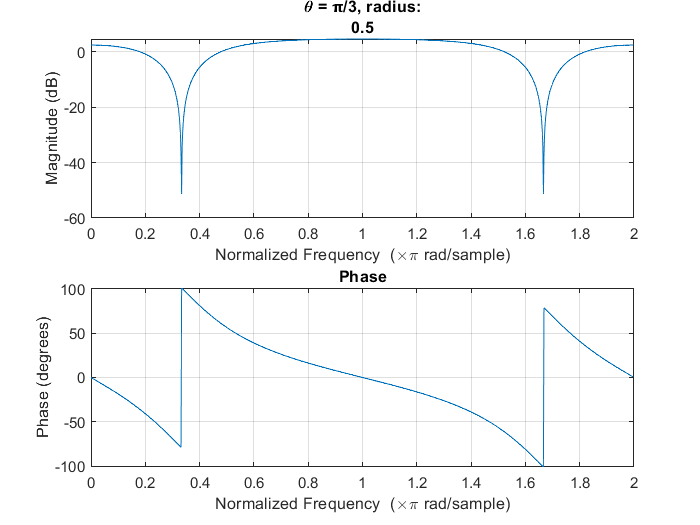 θ = π/3, radius:
0.5
0
-20
-40
-60
Magnitude (dB)
0 0.2 0.4 0.6 0.8 1 1.2 1.4 1.6 1.8 2
Normalized Frequency (×π rad/sample)
Phase
100
50
0
-50
-100
Phase (degrees)
0 0.2 0.4 0.6 0.8 1 1.2 1.4 1.6 1.8 2
Normalized Frequency (×π rad/sample)